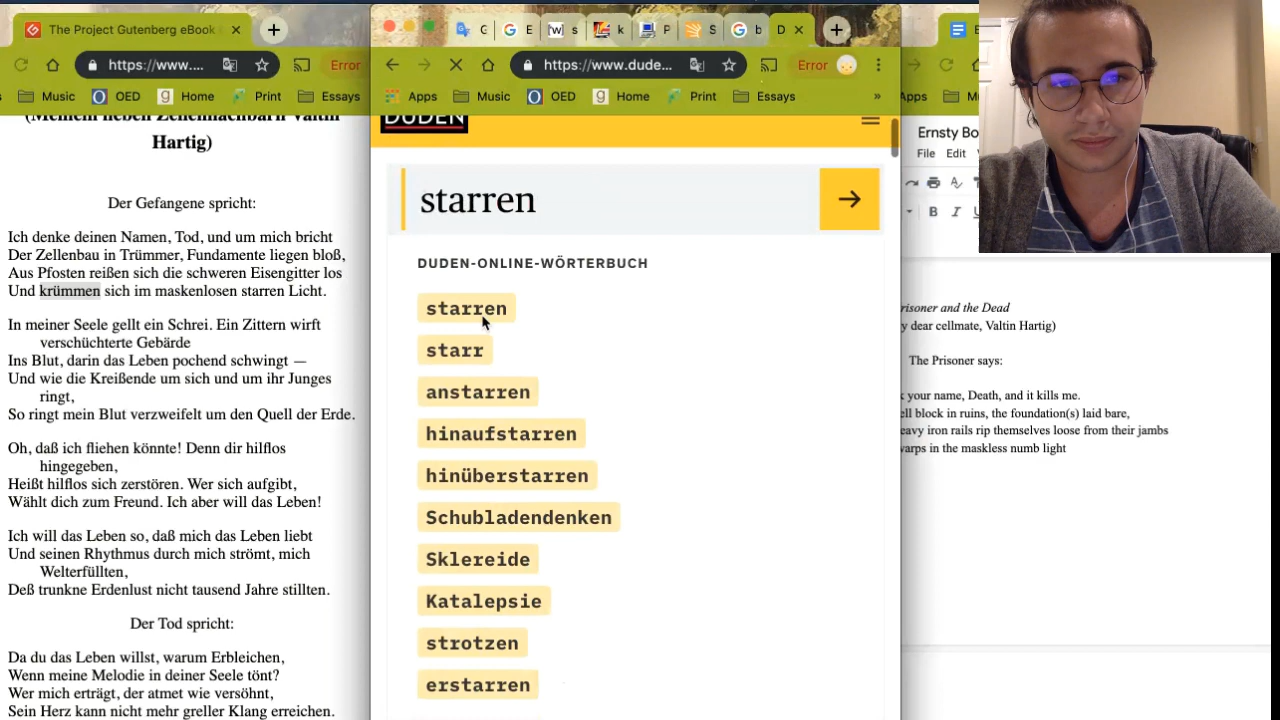 The Project Gutenberg eBook
https://www....
Error
Music
OED
Home
Print
Essays
(Meinem lieben Zellennachbarn Valtin
Hartig)
Der Gefangene spricht:
Ich denke deinen Namen, Tod, und um mich bricht
Der Zellenbau in Trümmer, Fundamente liegen bloß,
Aus Pfosten reißen sich die schweren Eisengitter los
Und krümmen sich im maskenlosen starren Licht.
In meiner Seele gellt ein Schrei. Ein Zittern wirft
verschüchterte Gebärde
Ins Blut, darin das Leben pochend schwingt —
Und wie die Kreißende um sich und um ihr Junges
ringt,
So ringt mein Blut verzweifelt um den Quell der Erde.
Oh, daß ich fliehen könnte! Denn dir hilflos
hingegeben,
Heißt hilflos sich zerstören. Wer sich aufgibt,
Wählt dich zum Freund. Ich aber will das Leben!
Ich will das Leben so, daß mich das Leben liebt
Und seinen Rhythmus durch mich strömt, mich
Welterfüllten,
Deß trunkne Erdenlust nicht tausend Jahre stillten.
Der Tod spricht:
Da du das Leben willst, warum Erbleichen,
Wenn meine Melodie in deiner Seele tönt?
Wer mich erträgt, der atmet wie versöhnt,
Sein Herz kann nicht mehr greller Klang erreichen.
G E s k P S b D
https://www.dude...
Error
Apps
Music
OED
Home
Print
Essays
»
DUDEN
starren
DUDEN-ONLINE-WÖRTERBUCH
starren
starr
anstarren
hinaufstarren
hinüberstarren
Schubladendenken
Sklereide
Katalepsie
strotzen
erstarren
Apps
Ernsty Bo
File Edit
B I U
risoner and the Dead
y dear cellmate, Valtin Hartig)
The Prisoner says:
k your name, Death, and it kills me.
ell block in ruins, the foundation(s) laid bare,
eavy iron rails rip themselves loose from their jambs
warps in the maskless numb light